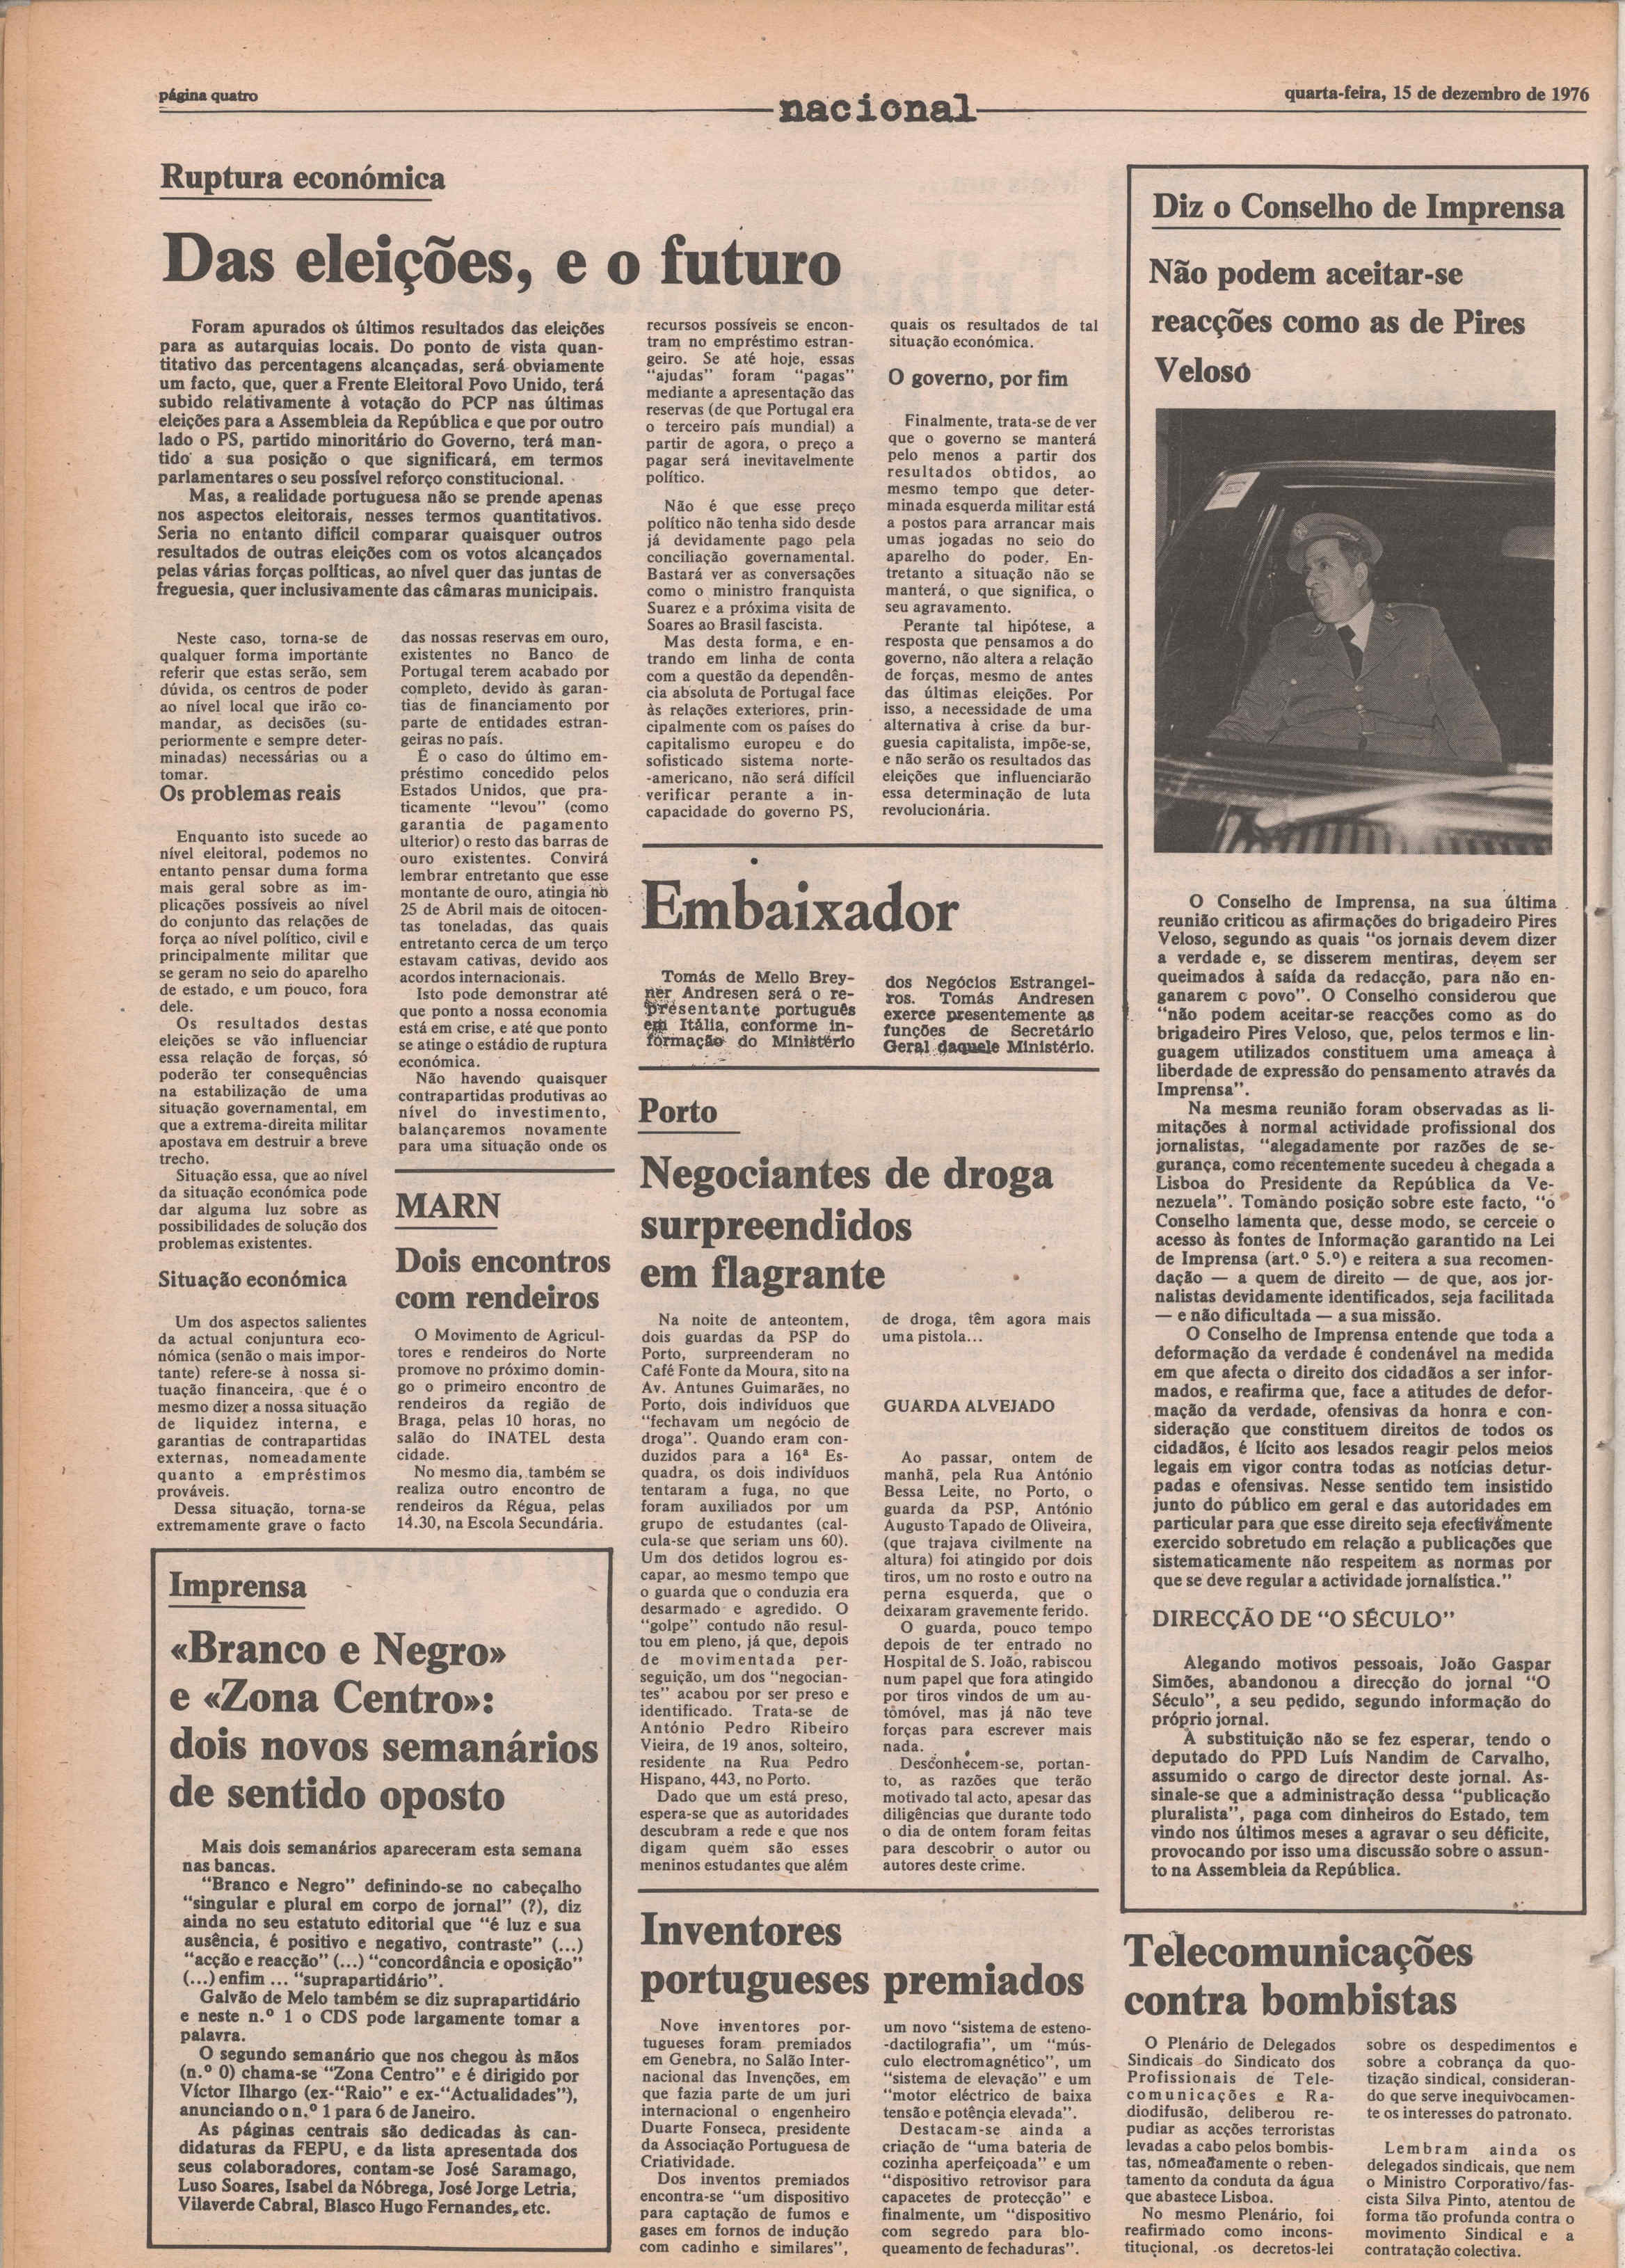 página quatro
nacional
quarta-feira, 15 de dezembro de 1976
Ruptura económica
Das eleições, e o futuro
Foram apurados os últimos resultados das eleições
para as autarquias locais. Do ponto de vista quan-
titativo das percentagens alcançadas, será obviamente
um facto, que, quer a Frente Eleitoral Povo Unido, terá
subido relativamente à votação do PCP nas últimas
eleições para a Assembleia da República e que por outro
lado o PS, partido minoritário do Governo, terá man-
tido a sua posição o que significará, em termos
parlamentares o seu possível reforço constitucional.
Mas, a realidade portuguesa não se prende apenas
nos aspectos eleitorais, nesses termos quantitativos.
Seria no entanto difícil comparar quaisquer outros
resultados de outras eleições com os votos alcançados
pelas várias forças políticas, ao nível quer das juntas de
freguesia, quer inclusivamente das câmaras municipais.
Neste caso, torna-se de
qualquer forma importante
referir que estas serão, sem
dúvida, os centros de poder
ao nível local que irão co-
mandar, as decisões (su-
periormente e sempre deter-
minadas) necessárias ou a
tomar.
Os problemas reais
Enquanto isto sucede ao
nível eleitoral, podemos no
entanto pensar duma forma
mais geral sobre as im-
plicações possíveis ao nível
do conjunto das relações de
força ao nível político, civil e
principalmente militar que
se geram no seio do aparelho
de estado, e um pouco, fora
dele.
Os resultados destas
eleições se vão influenciar
essa relação de forças, só
poderão ter consequências
na estabilização de uma
situação governamental, em
que a extrema-direita militar
apostava em destruir a breve
trecho.
Situação essa, que ao nível
da situação económica pode
dar alguma luz sobre as
possibilidades de solução dos
problemas existentes.
Situação económica
Um dos aspectos salientes
da actual conjuntura eco-
nómica (senão o mais impor-
tante) refere-se à nossa si-
tuação financeira, que é o
mesmo dizer a nossa situação
de liquidez interna, e
garantias de contrapartidas
externas, nomeadamente
quanto a empréstimos
prováveis.
Dessa situação, torna-se
extremamente grave o facto
das nossas reservas em ouro,
existentes no Banco de
Portugal terem acabado por
completo, devido às garan-
tias de financiamento por
parte de entidades estran-
geiras no país.
É o caso do último em-
préstimo concedido pelos
Estados Unidos, que pra-
ticamente "levou" (como
garantia de pagamento
ulterior) o resto das barras de
ouro existentes. Convirá
lembrar entretanto que esse
montante de ouro, atingia no
25 de Abril mais de oitocen-
tas toneladas, das quais
entretanto cerca de um terço
estavam cativas, devido aos
acordos internacionais.
Isto pode demonstrar até
que ponto a nossa economia
está em crise, e até que ponto
se atinge o estádio de ruptura
económica.
Não havendo quaisquer
contrapartidas produtivas ao
nível do investimento,
balançaremos novamente
para uma situação onde os
recursos possíveis se encon-
tram no empréstimo estran-
geiro. Se até hoje, essas
"ajudas" foram "pagas"
mediante a apresentação das
reservas (de que Portugal era
o terceiro país mundial) a
partir de agora, o preço a
pagar será inevitavelmente
político.
Não é que esse preço
político não tenha sido desde
já devidamente pago pela
conciliação governamental.
Bastará ver as conversações
como o ministro franquista
Suarez e a próxima visita de
Soares ao Brasil fascista.
Mas desta forma, e en-
trando em linha de conta
com a questão da dependên-
cia absoluta de Portugal face
às relações exteriores, prin-
cipalmente com os países do
capitalismo europeu e do
sofisticado sistema norte-
-americano, não será difícil
verificar perante a in-
capacidade do governo PS,
quais os resultados de tal
situação económica.
O governo, por fim
Finalmente, trata-se de ver
que o governo se manterá
pelo menos a partir dos
resultados obtidos, ao
mesmo tempo que deter-
minada esquerda militar está
a postos para arrancar mais
umas jogadas no seio do
aparelho do poder. En-
tretanto a situação não se
manterá, o que significa, o
seu agravamento.
Perante tal hipótese, a
resposta que pensamos a do
governo, não altera a relação
de forças, mesmo de antes
das últimas eleições. Por
isso, a necessidade de uma
alternativa à crise da bur-
guesia capitalista, impõe-se,
e não serão os resultados das
eleições que influenciarão
essa determinação de luta
revolucionária.
MARN
Dois encontros
com rendeiros
O Movimento de Agricul-
tores e rendeiros do Norte
promove no próximo domin-
go o primeiro encontro de
rendeiros da região de
Braga, pelas 10 horas, no
salão do INATEL desta
cidade.
No mesmo dia, também se
realiza outro encontro de
rendeiros da Régua, pelas
14.30, na Escola Secundária.
Imprensa
«Branco e Negro»
e «Zona Centro»:
dois novos semanários
de sentido oposto
Mais dois semanários apareceram esta semana
nas bancas.
"Branco e Negro" definindo-se no cabeçalho
"singular e plural em corpo de jornal" (?), diz
ainda no seu estatuto editorial que "é luz e sua
ausência, é positivo e negativo, contraste" (...)
"acção e reacção" (...) "concordância e oposição"
(...) enfim ... "suprapartidário".
Galvão de Melo também se diz suprapartidário
e neste n.º 1 o CDS pode largamente tomar a
palavra.
O segundo semanário que nos chegou às mãos
(n.º 0) chama-se "Zona Centro" e é dirigido por
Víctor Ilhargo (ex-"Raio" e ex-"Actualidades"),
anunciando o n.º 1 para 6 de Janeiro.
As páginas centrais são dedicadas às can-
didaturas da FEPU, e da lista apresentada dos
seus colaboradores, contam-se José Saramago,
Luso Soares, Isabel da Nóbrega, José Jorge Letria,
Vilaverde Cabral, Blasco Hugo Fernandes, etc.
Embaixador
Tomás de Mello Brey-
ner Andresen será o re-
presentante português
em Itália, conforme in-
formação do Ministério
dos Negócios Estrangei-
ros. Tomás Andresen
exerce presentemente as
funções de Secretário
Geral daquele Ministério.
Porto
Negociantes de droga
surpreendidos
em flagrante
Na noite de anteontem,
dois guardas da PSP do
Porto, surpreenderam no
Café Fonte da Moura, sito na
Av. Antunes Guimarães, no
Porto, dois indivíduos que
"fechavam um negócio de
droga". Quando eram con-
duzidos para a 16ª Es-
quadra, os dois indivíduos
tentaram a fuga, no que
foram auxiliados por um
grupo de estudantes (cal-
cula-se que seriam uns 60).
Um dos detidos logrou es-
capar, ao mesmo tempo que
o guarda que o conduzia era
desarmado e agredido. O
"golpe" contudo não resul-
tou em pleno, já que, depois
de movimentada per-
seguição, um dos "negocian-
tes" acabou por ser preso e
identificado. Trata-se de
António Pedro Ribeiro
Vieira, de 19 anos, solteiro,
residente na Rua Pedro
Hispano, 443, no Porto.
Dado que um está preso,
espera-se que as autoridades
descubram a rede e que nos
digam quem são esses
meninos estudantes que além
de droga, têm agora mais
uma pistola...
GUARDA ALVEJADO
Ao passar, ontem de
manhã, pela Rua António
Bessa Leite, no Porto, o
guarda da PSP, António
Augusto Tapado de Oliveira,
(que trajava civilmente na
altura) foi atingido por dois
tiros, um no rosto e outro na
perna esquerda, que o
deixaram gravemente ferido.
O guarda, pouco tempo
depois de ter entrado no
Hospital de S. João, rabiscou
num papel que fora atingido
por tiros vindos de um au-
tomóvel, mas já não teve
forças para escrever mais
nada.
Desconhecem-se, portan-
to, as razões que terão
motivado tal acto, apesar das
diligências que durante todo
o dia de ontem foram feitas
para descobrir o autor ou
autores deste crime.
Inventores
portugueses premiados
Nove inventores por-
tugueses foram premiados
em Genebra, no Salão Inter-
nacional das Invenções, em
que fazia parte de um juri
internacional o engenheiro
Duarte Fonseca, presidente
da Associação Portuguesa de
Criatividade.
Dos inventos premiados
encontra-se "um dispositivo
para captação de fumos e
gases em fornos de indução
com cadinho e similares",
um novo "sistema de esteno-
-dactilografia", um "mús-
culo electromagnético", um
"sistema de elevação" e um
"motor eléctrico de baixa
tensão e potência elevada".
Destacam-se ainda a
criação de "uma bateria de
cozinha aperfeiçoada" e um
"dispositivo retrovisor para
capacetes de protecção" e
finalmente, um "dispositivo
com segredo para blo-
queamento de fechaduras".
Diz o Conselho de Imprensa
Não podem aceitar-se
reacções como as de Pires
Veloso
O Conselho de Imprensa, na sua última
reunião criticou as afirmações do brigadeiro Pires
Veloso, segundo as quais "os jornais devem dizer
a verdade e, se disserem mentiras, devem ser
queimados à saída da redacção, para não en-
ganarem o povo". O Conselho considerou que
"não podem aceitar-se reacções como as do
brigadeiro Pires Veloso, que, pelos termos e lin-
guagem utilizados constituem uma ameaça à
liberdade de expressão do pensamento através da
Imprensa".
Na mesma reunião foram observadas as li-
mitações à normal actividade profissional dos
jornalistas, "alegadamente por razões de se-
gurança, como recentemente sucedeu à chegada a
Lisboa do Presidente da República da Ve-
nezuela". Tomando posição sobre este facto, "o
Conselho lamenta que, desse modo, se cerceie o
acesso às fontes de Informação garantido na Lei
de Imprensa (art.º 5.º) e reitera a sua recomen-
dação — a quem de direito — de que, aos jor-
nalistas devidamente identificados, seja facilitada
— e não dificultada — a sua missão.
O Conselho de Imprensa entende que toda a
deformação da verdade é condenável na medida
em que afecta o direito dos cidadãos a ser infor-
mados, e reafirma que, face a atitudes de defor-
mação da verdade, ofensivas da honra e con-
sideração que constituem direitos de todos os
cidadãos, é lícito aos lesados reagir pelos meios
legais em vigor contra todas as notícias detur-
padas e ofensivas. Nesse sentido tem insistido
junto do público em geral e das autoridades em
particular para que esse direito seja efectivamente
exercido sobretudo em relação a publicações que
sistematicamente não respeitem as normas por
que se deve regular a actividade jornalística."
DIRECÇÃO DE "O SÉCULO"
Alegando motivos pessoais, João Gaspar
Simões, abandonou a direcção do jornal "O
Século", a seu pedido, segundo informação do
próprio jornal.
A substituição não se fez esperar, tendo o
deputado do PPD Luís Nandim de Carvalho,
assumido o cargo de director deste jornal. As-
sinale-se que a administração dessa "publicação
pluralista", paga com dinheiros do Estado, tem
vindo nos últimos meses a agravar o seu déficite,
provocando por isso uma discussão sobre o assun-
to na Assembleia da República.
Telecomunicações
contra bombistas
O Plenário de Delegados
Sindicais do Sindicato dos
Profissionais de Tele-
comunicações e Ra-
diodifusão, deliberou re-
pudiar as acções terroristas
levadas a cabo pelos bombis-
tas, nomeadamente o reben-
tamento da conduta da água
que abastece Lisboa.
No mesmo Plenário, foi
reafirmado como incons-
titucional, os decretos-lei
sobre os despedimentos e
sobre a cobrança da quo-
tização sindical, consideran-
do que serve inequivocamen-
te os interesses do patronato.
Lembram ainda os
delegados sindicais, que nem
o Ministro Corporativo/fas-
cista Silva Pinto, atentou de
forma tão profunda contra o
movimento Sindical e a
contratação colectiva.